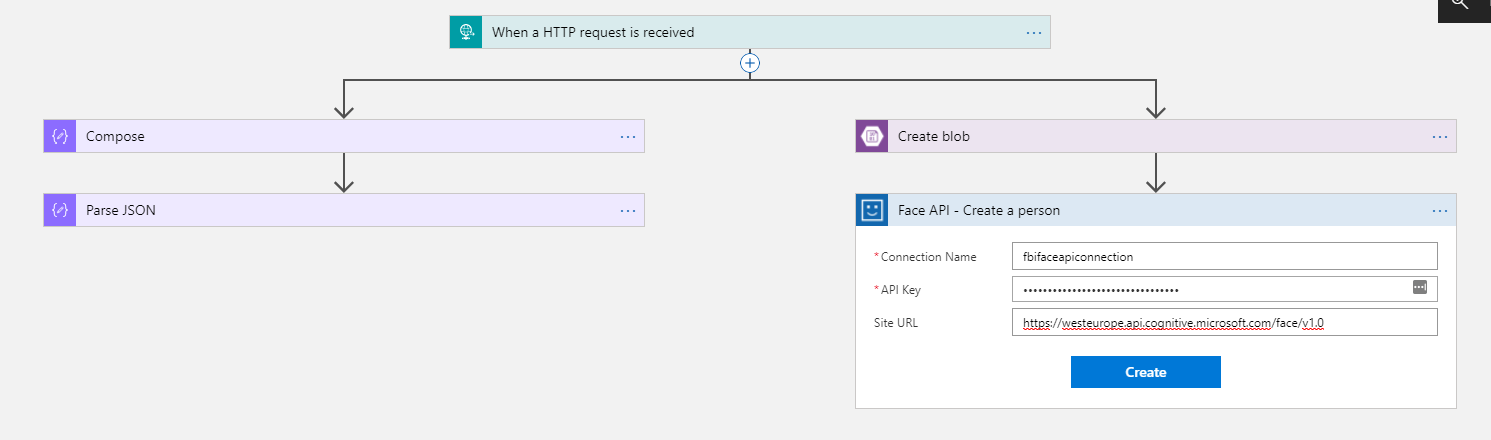 When a HTTP request is received
Compose
Create blob
Parse JSON
Face API - Create a person
*Connection Name fbifaceapiconnection
*API Key ••••••••••••••••••••••••••••••••
Site URL https://westeurope.api.cognitive.microsoft.com/face/v1.0
Create